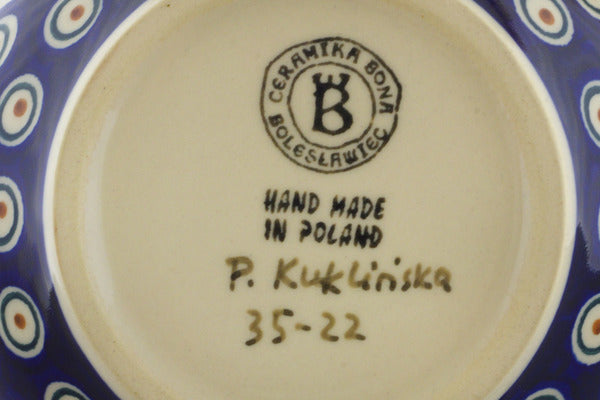 CERAMIKA BONA
B
BOLESŁAWIEC
HAND MADE
IN POLAND
P. Kuklińska
35-22